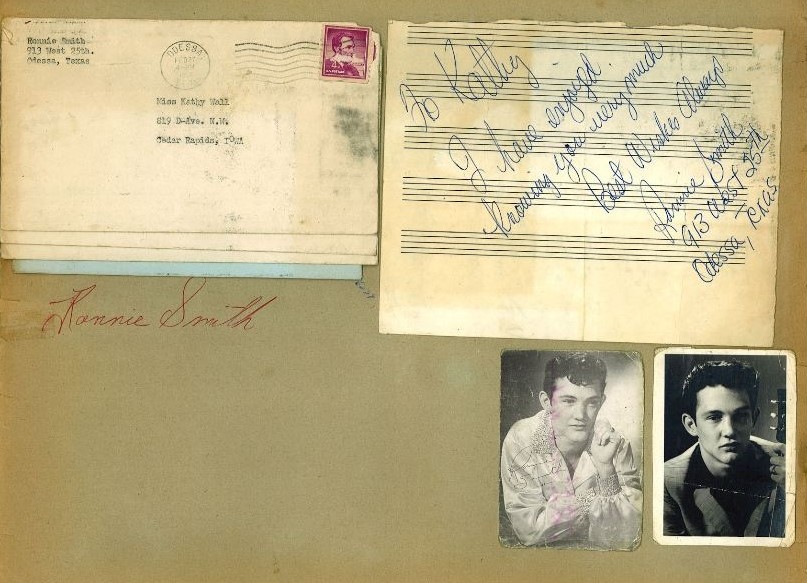 Ronnie Smith
913 West 25th.
Odessa, Texas
ODESSA
Miss Kathy Wall
819 D-Ave. N.W.
Cedar Rapids, IOWA
To Kathy
I have enjoyed
knowing you very much
Best Wishes Always
Ronnie Smith
913 West 25th
Odessa, Texas
Ronnie Smith